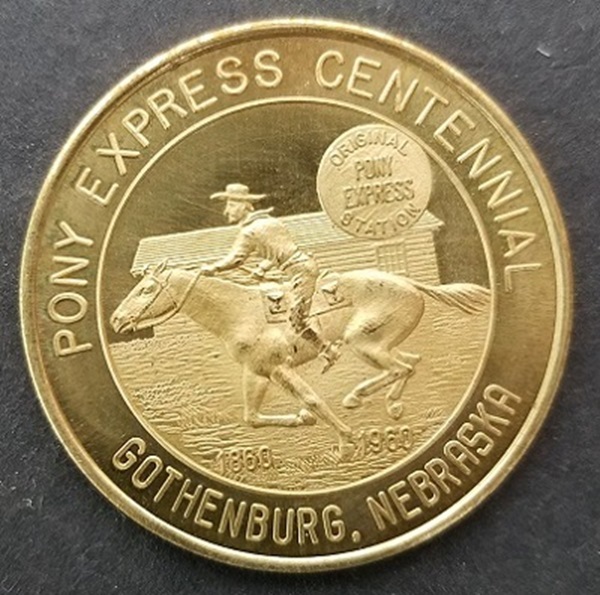 PONY EXPRESS CENTENNIAL
ORIGINAL
PONY
EXPRESS
STATION
1860 1960
GOTHENBURG, NEBRASKA